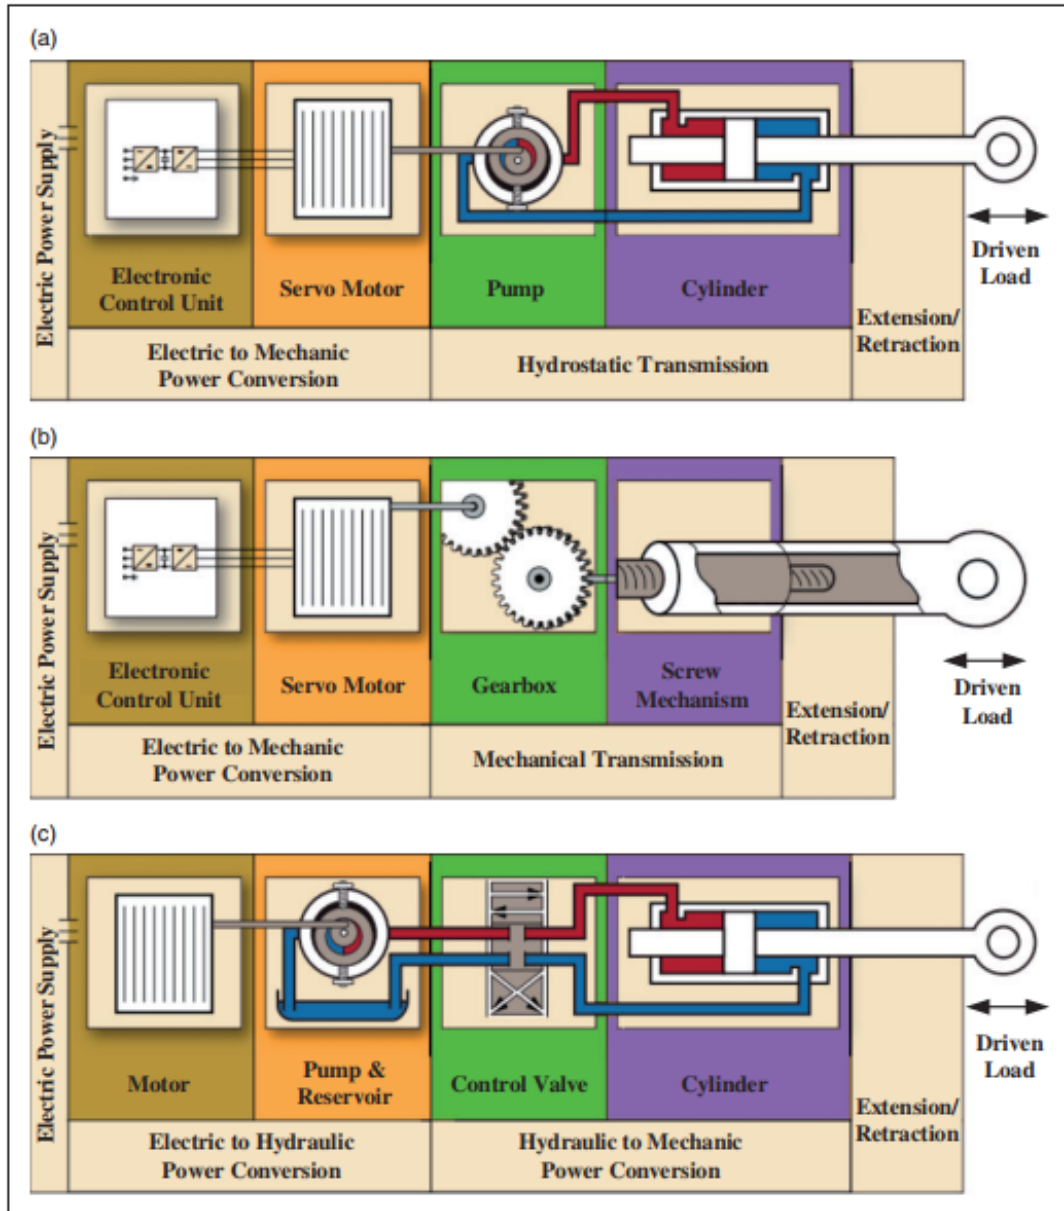 (a)
Electric Power Supply
Electronic
Control Unit
Servo Motor
Pump
Cylinder
Extension/
Retraction
Driven
Load
Electric to Mechanic
Power Conversion
Hydrostatic Transmission
(b)
Electric Power Supply
Electronic
Control Unit
Servo Motor
Gearbox
Screw
Mechanism
Extension/
Retraction
Driven
Load
Electric to Mechanic
Power Conversion
Mechanical Transmission
(c)
Electric Power Supply
Motor
Pump &
Reservoir
Control Valve
Cylinder
Extension/
Retraction
Driven
Load
Electric to Hydraulic
Power Conversion
Hydraulic to Mechanic
Power Conversion